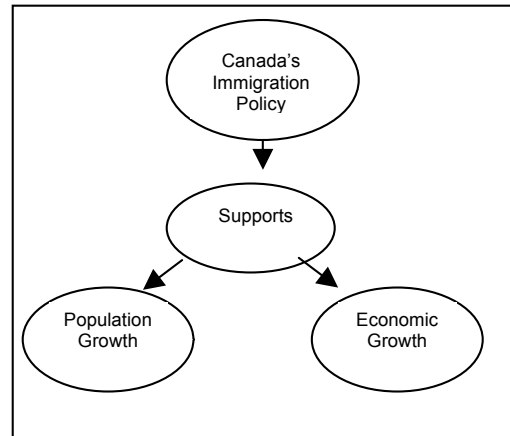 Canada's
Immigration
Policy
Supports
Population
Growth
Economic
Growth